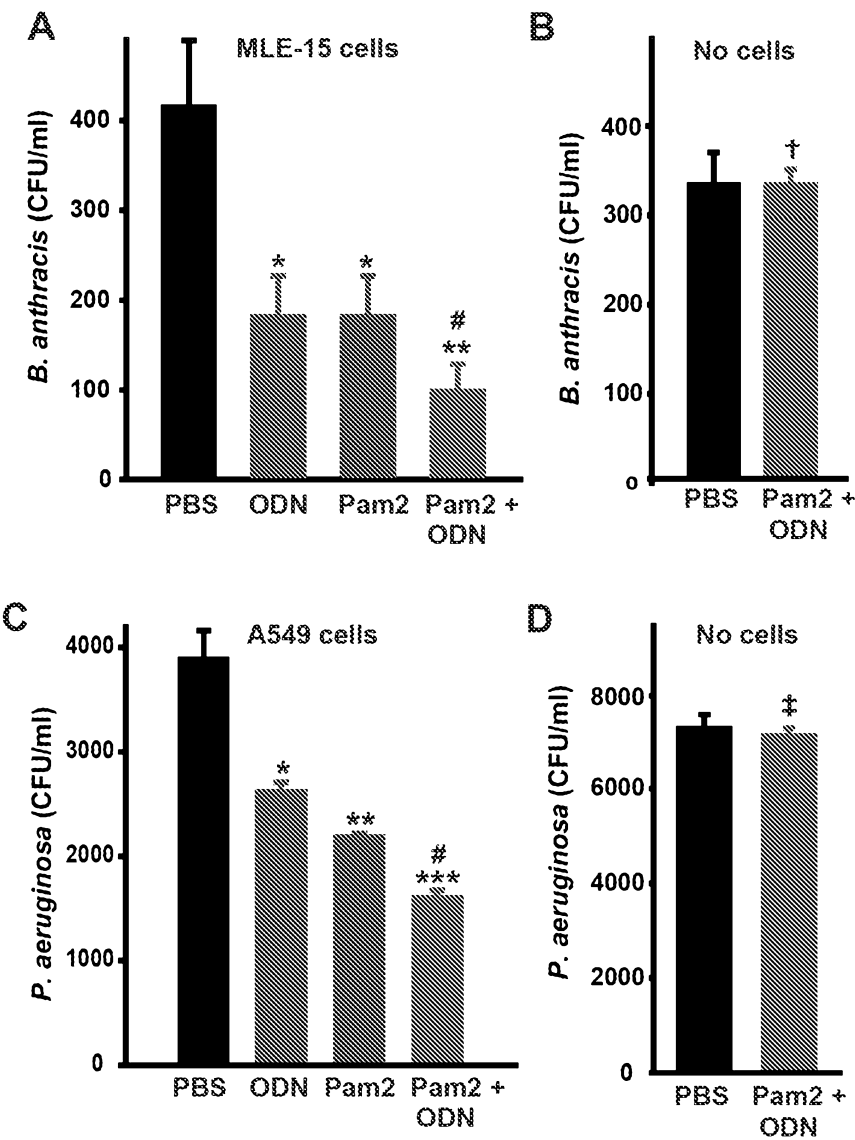 A
MLE-15 cells
B. anthracis (CFU/ml)
400
300
200
100
0
*
*
#
**
PBS ODN Pam2 Pam2 +
ODN
B
No cells
B. anthracis (CFU/ml)
400
300
200
100
0
†
PBS Pam2 +
ODN
C
A549 cells
P. aeruginosa (CFU/ml)
4000
3000
2000
1000
0
*
**
#
***
PBS ODN Pam2 Pam2 +
ODN
D
No cells
P. aeruginosa (CFU/ml)
8000
6000
4000
2000
0
‡
PBS Pam2 +
ODN